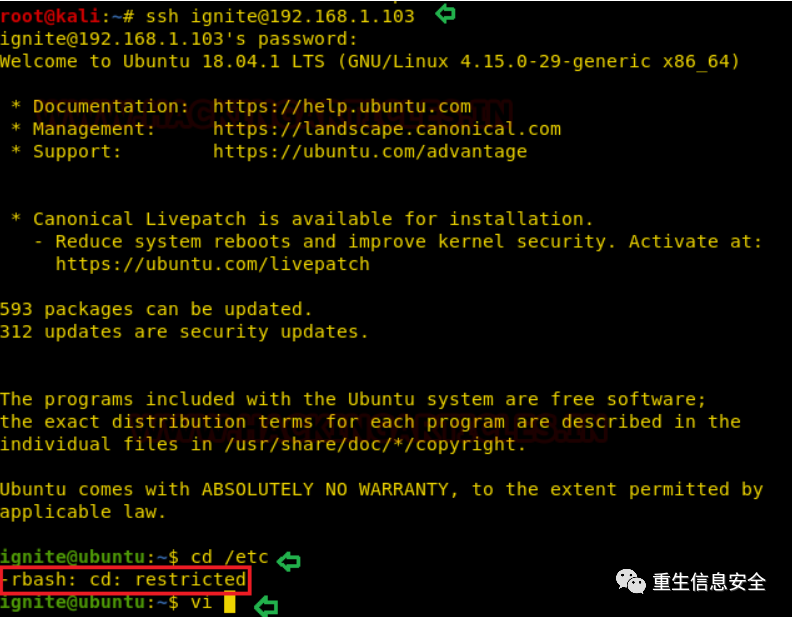 root@kali:~# ssh ignite@192.168.1.103
ignite@192.168.1.103's password:
Welcome to Ubuntu 18.04.1 LTS (GNU/Linux 4.15.0-29-generic x86_64)
* Documentation:  https://help.ubuntu.com
* Management:     https://landscape.canonical.com
* Support:        https://ubuntu.com/advantage
* Canonical Livepatch is available for installation.
- Reduce system reboots and improve kernel security. Activate at:
https://ubuntu.com/livepatch
593 packages can be updated.
312 updates are security updates.
The programs included with the Ubuntu system are free software;
the exact distribution terms for each program are described in the
individual files in /usr/share/doc/*/copyright.
Ubuntu comes with ABSOLUTELY NO WARRANTY, to the extent permitted by
applicable law.
ignite@ubuntu:~$ cd /etc
-rbash: cd: restricted
ignite@ubuntu:~$ vi
重生信息安全